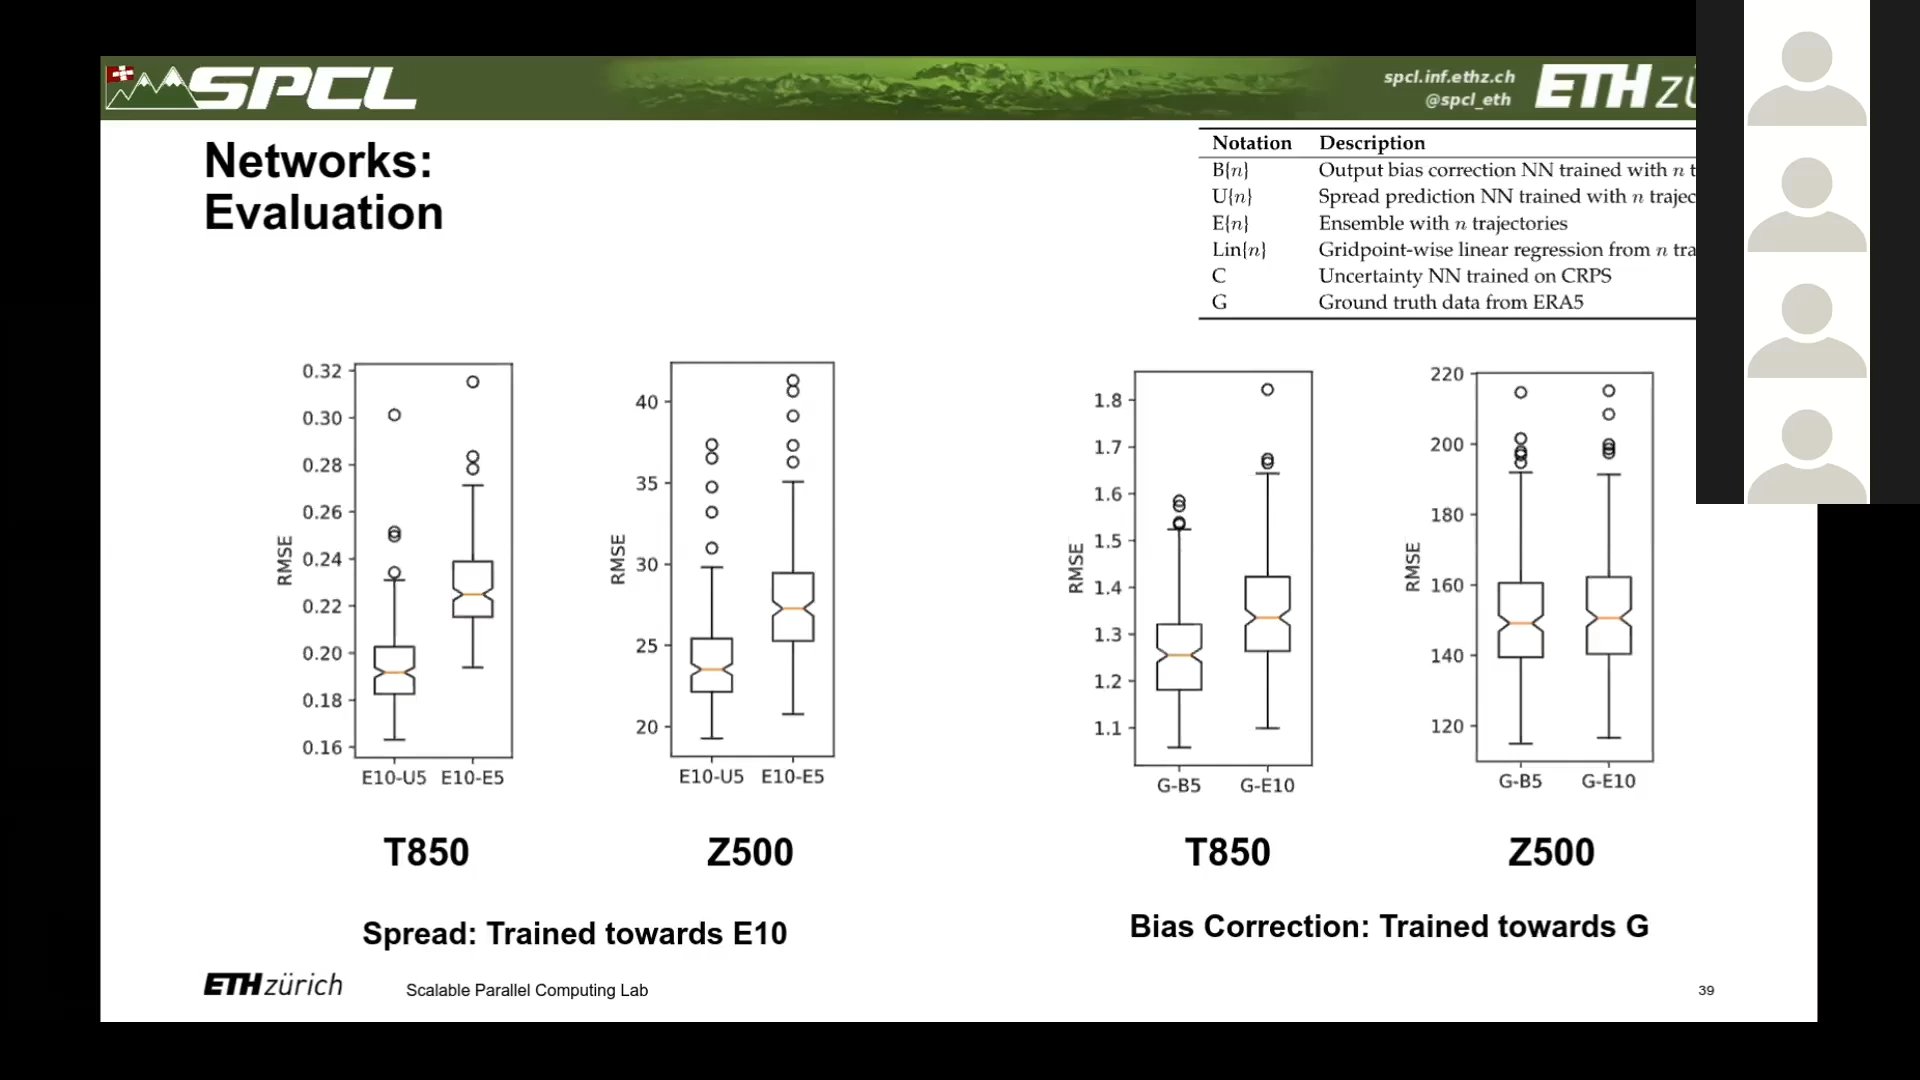 SPCL
spcl.inf.ethz.ch
@spcl_eth
ETH
Networks:
Evaluation
Notation Description
B{n} Output bias correction NN trained with n
U{n} Spread prediction NN trained with n
E{n} Ensemble with n trajectories
Lin{n} Gridpoint-wise linear regression from n
C Uncertainty NN trained on CRPS
G Ground truth data from ERA5
RMSE
0.32
0.30
0.28
0.26
0.24
0.22
0.20
0.18
0.16
E10-U5 E10-E5
RMSE
40
35
30
25
20
E10-U5 E10-E5
RMSE
1.8
1.7
1.6
1.5
1.4
1.3
1.2
1.1
G-B5 G-E10
RMSE
220
200
180
160
140
120
G-B5 G-E10
T850 Z500 T850 Z500
Spread: Trained towards E10
Bias Correction: Trained towards G
ETH zürich Scalable Parallel Computing Lab 39